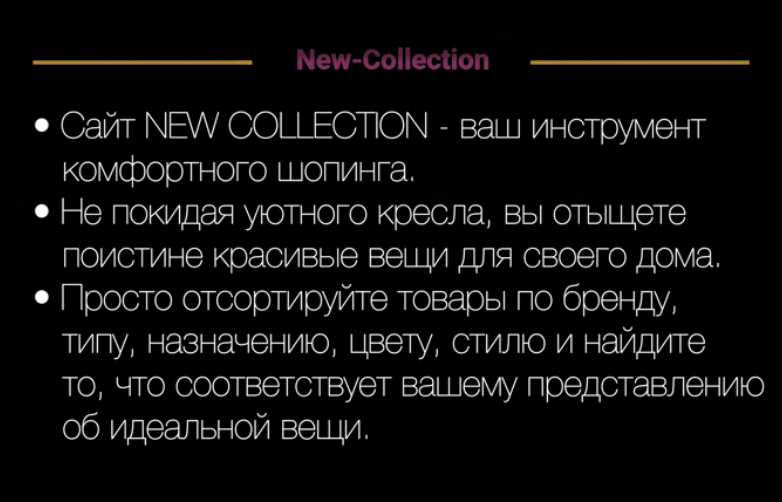 New-Collection
• Сайт NEW COLLECTION - ваш инструмент
комфортного шопинга.
• Не покидая уютного кресла, вы отыщете
поистине красивые вещи для своего дома.
• Просто отсортируйте товары по бренду,
типу, назначению, цвету, стилю и найдите
то, что соответствует вашему представлению
об идеальной вещи.